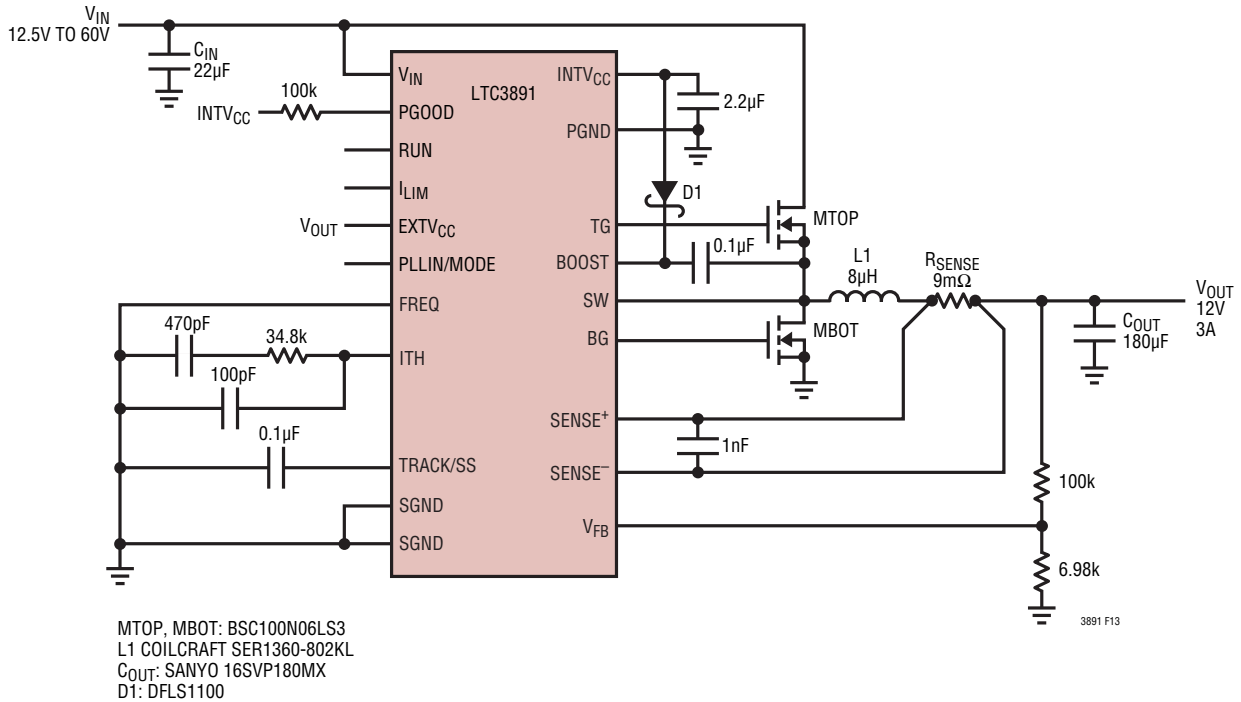 VIN
12.5V TO 60V
CIN
22µF
100k
INTVCC
VIN
PGOOD
RUN
ILIM
VOUT
EXTVCC
PLLIN/MODE
FREQ
470pF
34.8k
ITH
100pF
0.1µF
TRACK/SS
SGND
SGND
LTC3891
INTVCC
PGND
2.2µF
D1
TG
MTOP
BOOST
0.1µF
SW
L1
8µH
RSENSE
9mΩ
BG
MBOT
VOUT
12V
3A
COUT
180µF
SENSE+
1nF
SENSE–
100k
VFB
6.98k
3891 F13
MTOP, MBOT: BSC100N06LS3
L1 COILCRAFT SER1360-802KL
COUT: SANYO 16SVP180MX
D1: DFLS1100